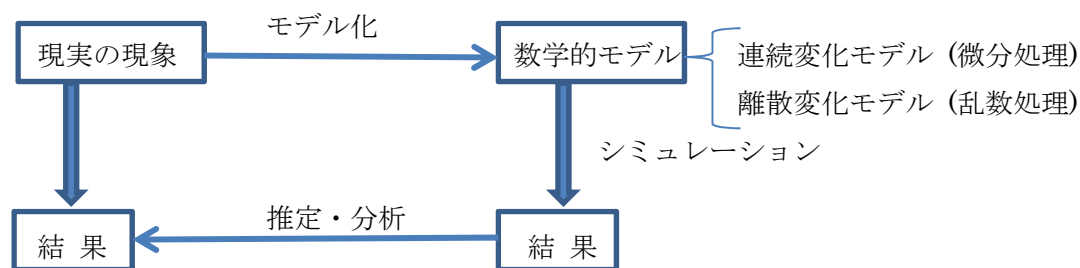 モデル化
現実の現象
数学的モデル
連続変化モデル (微分処理)
離散変化モデル (乱数処理)
シミュレーション
推定・分析
結 果
結 果